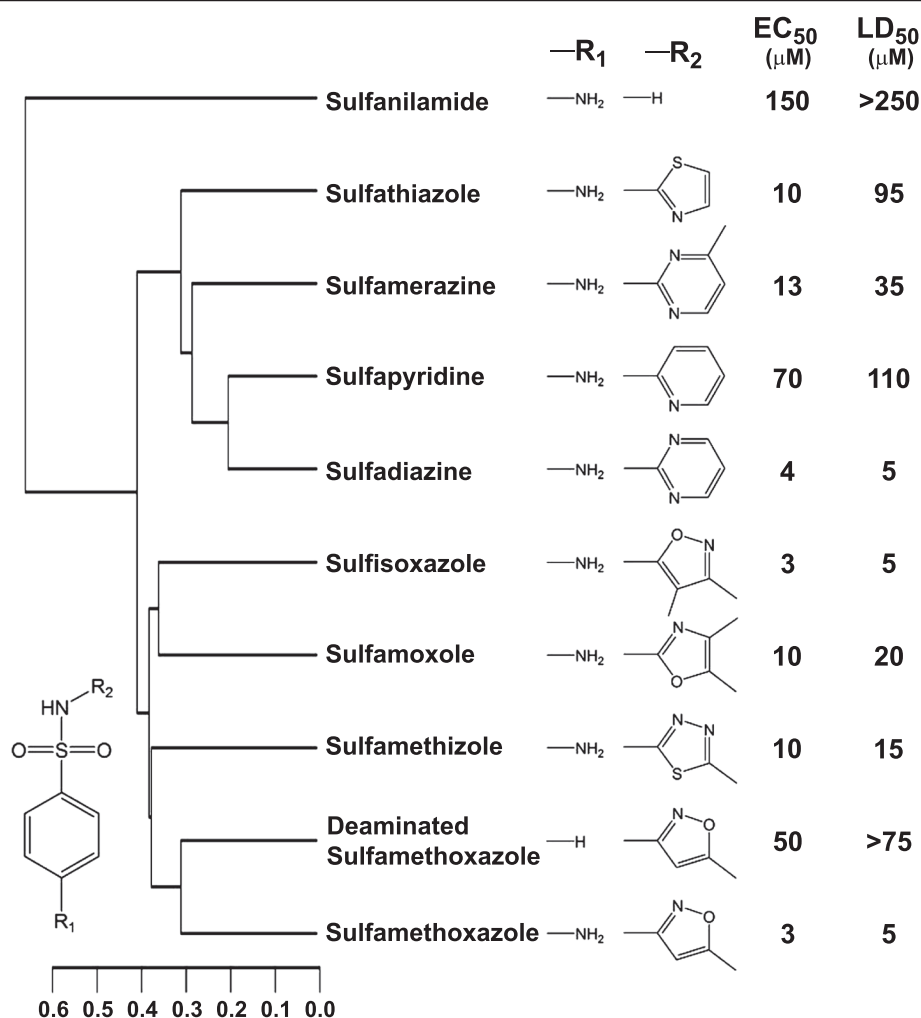 —R1 —R2 EC50 (μM) LD50 (μM)
Sulfanilamide —NH2 —H 150 >250
Sulfathiazole —NH2 S N 10 95
Sulfamerazine —NH2 N N 13 35
Sulfapyridine —NH2 N 70 110
Sulfadiazine —NH2 N N 4 5
Sulfisoxazole —NH2 O N 3 5
Sulfamoxole —NH2 N O 10 20
HN R2
O S O
R1
Sulfamethizole —NH2 N N S 10 15
Deaminated
Sulfamethoxazole —H N O 50 >75
Sulfamethoxazole —NH2 N O 3 5
0.6 0.5 0.4 0.3 0.2 0.1 0.0